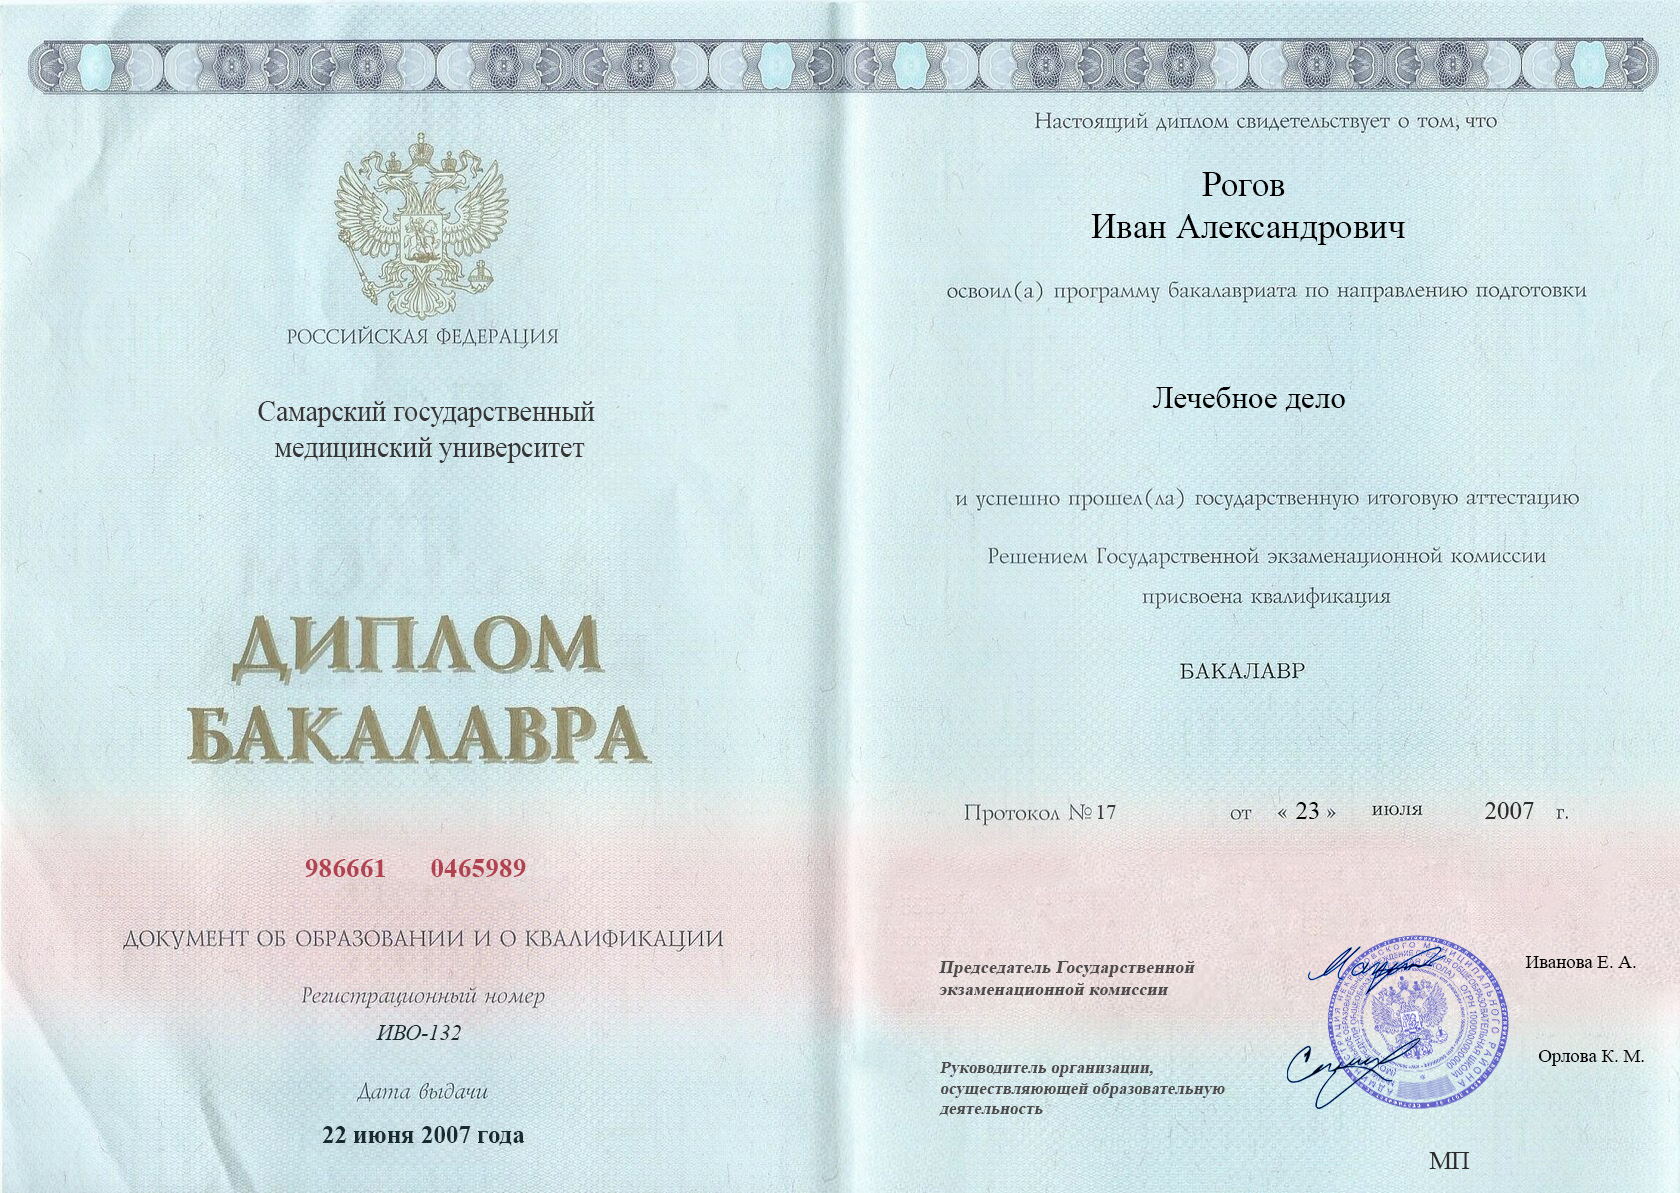 РОССИЙСКАЯ ФЕДЕРАЦИЯ
Самарский государственный
медицинский университет
ДИПЛОМ
БАКАЛАВРА
986661 0465989
ДОКУМЕНТ ОБ ОБРАЗОВАНИИ И О КВАЛИФИКАЦИИ
Регистрационный номер
ИВО-132
Дата выдачи
22 июня 2007 года
Настоящий диплом свидетельствует о том, что
Рогов
Иван Александрович
освоил(а) программу бакалавриата по направлению подготовки
Лечебное дело
и успешно прошел(ла) государственную итоговую аттестацию
Решением Государственной экзаменационной комиссии
присвоена квалификация
БАКАЛАВР
Протокол № 17 от « 23 » июля 2007 г.
Председатель Государственной
экзаменационной комиссии
Иванова Е. А.
Руководитель организации,
осуществляюющей образовательную
деятельность
Орлова К. М.
МП